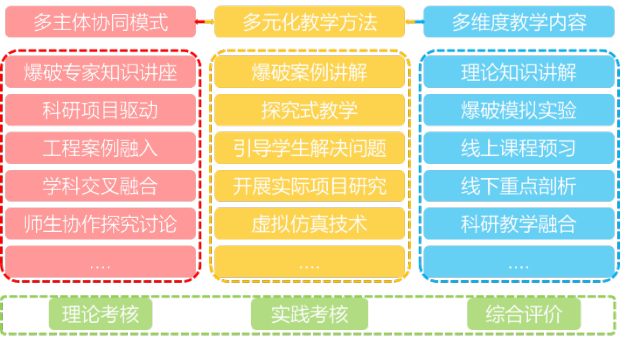 多主体协同模式
多元化教学方法
多维度教学内容
爆破专家知识讲座
科研项目驱动
工程案例融入
学科交叉融合
师生协作探究讨论
....
爆破案例讲解
探究式教学
引导学生解决问题
开展实际项目研究
虚拟仿真技术
....
理论知识讲解
爆破模拟实验
线上课程预习
线下重点剖析
科研教学融合
....
理论考核
实践考核
综合评价